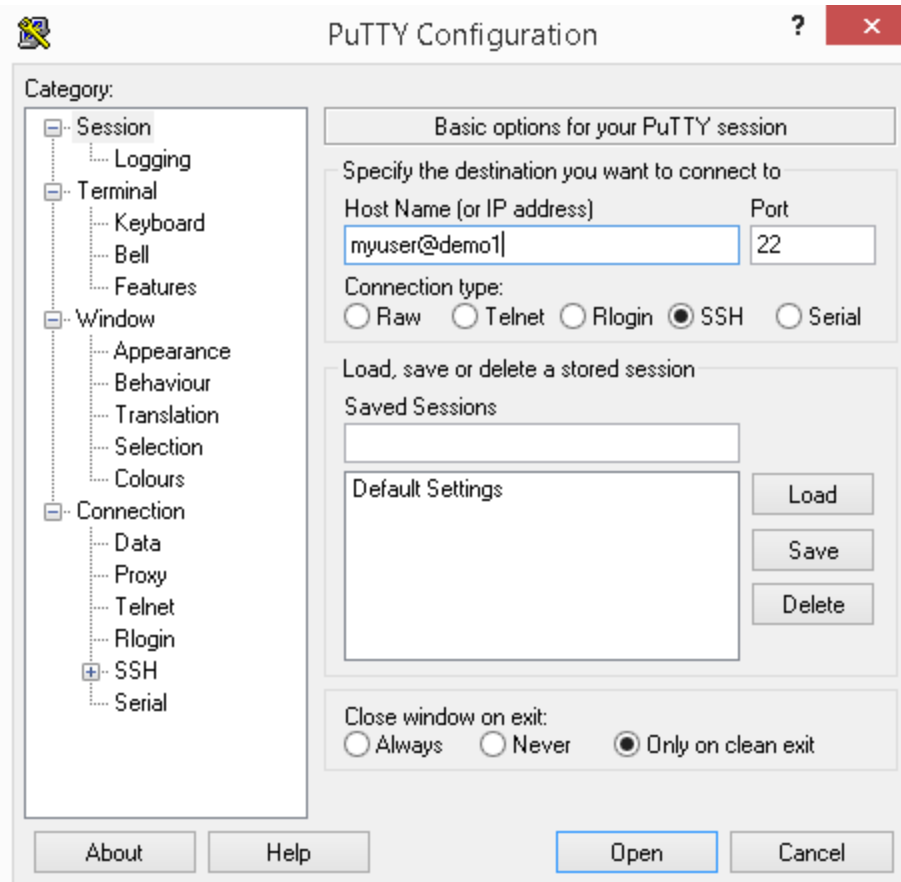 PuTTY Configuration
?
Category:
Session
Logging
Terminal
Keyboard
Bell
Features
Window
Appearance
Behaviour
Translation
Selection
Colours
Connection
Data
Proxy
Telnet
Rlogin
SSH
Serial
Basic options for your PuTTY session
Specify the destination you want to connect to
Host Name (or IP address) Port
myuser@demo1 22
Connection type:
Raw Telnet Rlogin SSH Serial
Load, save or delete a stored session
Saved Sessions
Default Settings
Load
Save
Delete
Close window on exit:
Always Never Only on clean exit
About Help Open Cancel